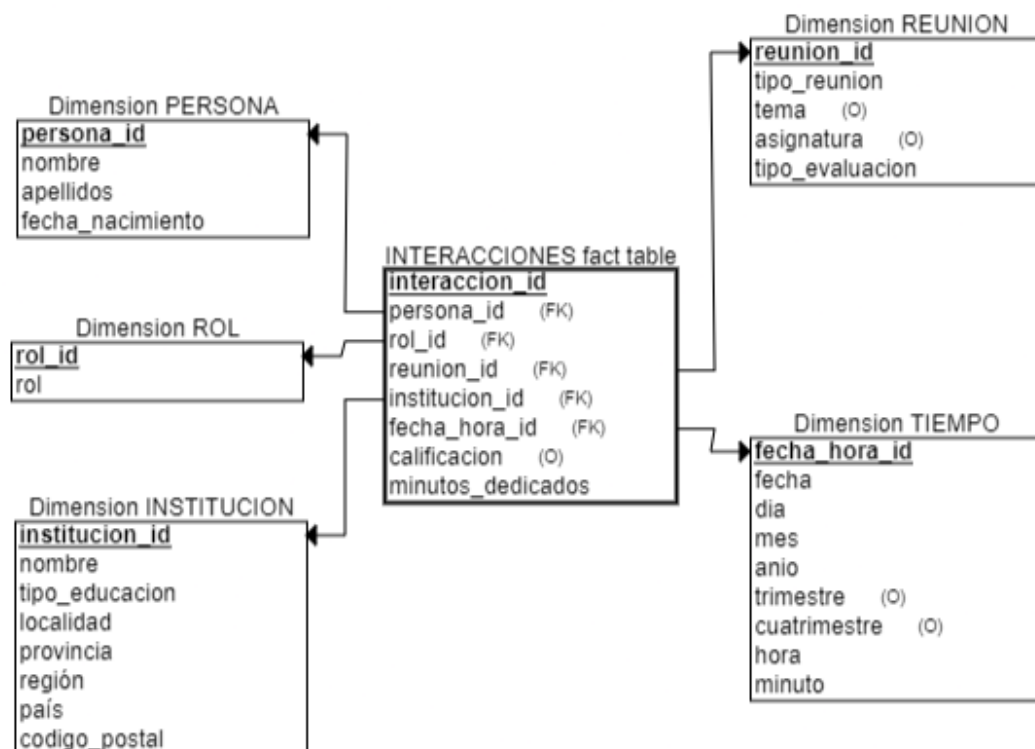 Dimension PERSONA
persona_id
nombre
apellidos
fecha_nacimiento
Dimension ROL
rol_id
rol
Dimension INSTITUCION
institucion_id
nombre
tipo_educacion
localidad
provincia
región
país
codigo_postal
INTERACCIONES fact table
interaccion_id
persona_id (FK)
rol_id (FK)
reunion_id (FK)
institucion_id (FK)
fecha_hora_id (FK)
calificacion (O)
minutos_dedicados
Dimension REUNION
reunion_id
tipo_reunion
tema (O)
asignatura (O)
tipo_evaluacion
Dimension TIEMPO
fecha_hora_id
fecha
dia
mes
anio
trimestre (O)
cuatrimestre (O)
hora
minuto